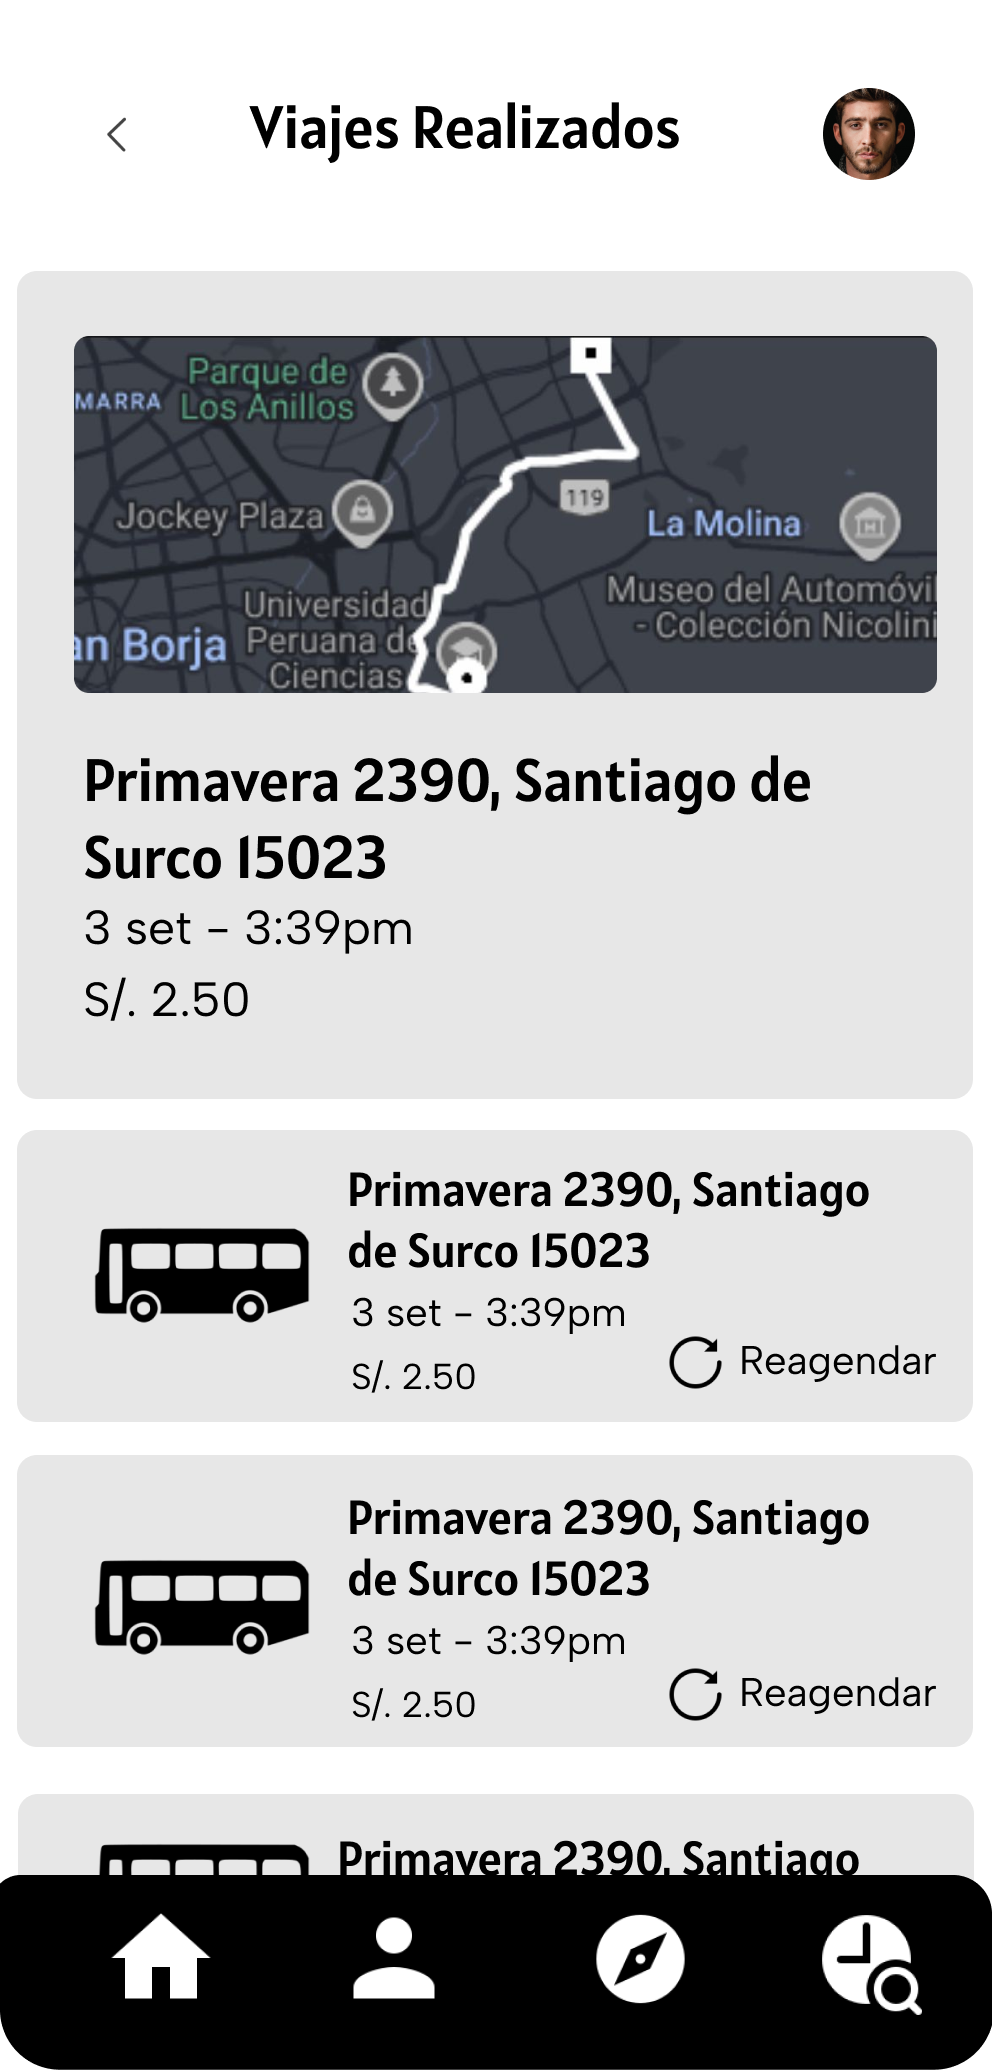 Viajes Realizados
Parque de
Los Anillos
MARRA
119
Jockey Plaza
La Molina
Universidad
Peruana de
Ciencias
Museo del Automóvil
- Colección Nicolini
an Borja
Primavera 2390, Santiago de
Surco 15023
3 set - 3:39pm
S/. 2.50
Primavera 2390, Santiago
de Surco 15023
3 set - 3:39pm
S/. 2.50
Reagendar
Primavera 2390, Santiago
de Surco 15023
3 set - 3:39pm
S/. 2.50
Reagendar
Primavera 2390, Santiago